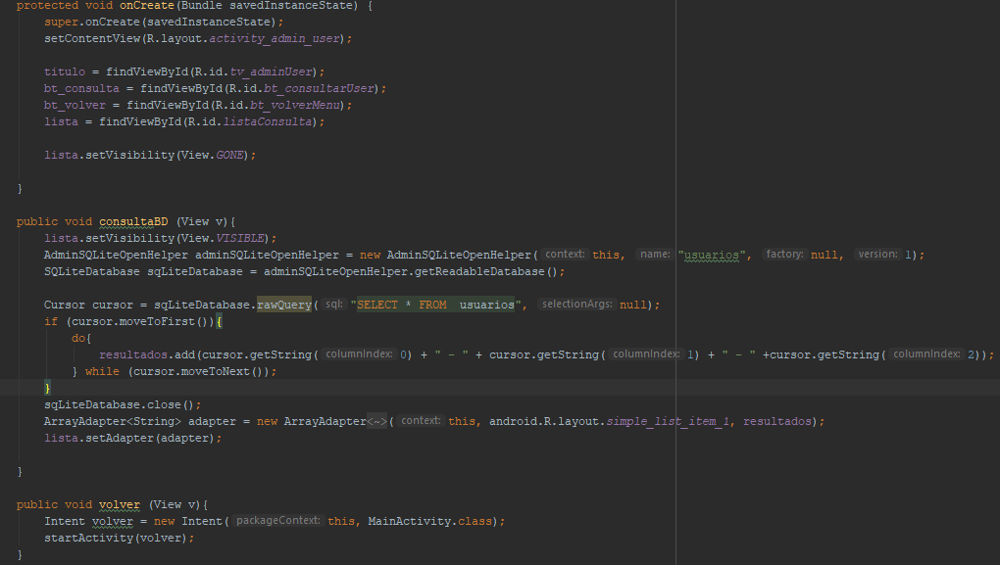 protected void onCreate(Bundle savedInstanceState) {
super.onCreate(savedInstanceState);
setContentView(R.layout.activity_admin_user);
titulo = findViewById(R.id.tv_adminUser);
bt_consulta = findViewById(R.id.bt_consultarUser);
bt_volver = findViewById(R.id.bt_volverMenu);
lista = findViewById(R.id.listaConsulta);
lista.setVisibility(View.GONE);
}
public void consultaBD (View v){
lista.setVisibility(View.VISIBLE);
AdminSQLiteOpenHelper adminSQLiteOpenHelper = new AdminSQLiteOpenHelper( context: this, name: "usuarios", factory: null, version: 1);
SQLiteDatabase sqLiteDatabase = adminSQLiteOpenHelper.getReadableDatabase();
Cursor cursor = sqLiteDatabase.rawQuery( sql: "SELECT * FROM  usuarios", selectionArgs: null);
if (cursor.moveToFirst()){
do{
resultados.add(cursor.getString( columnIndex: 0) + " - " + cursor.getString( columnIndex: 1) + " - " +cursor.getString( columnIndex: 2));
} while (cursor.moveToNext());
}
sqLiteDatabase.close();
ArrayAdapter<String> adapter = new ArrayAdapter<~>( context: this, android.R.layout.simple_list_item_1, resultados);
lista.setAdapter(adapter);
}
public void volver (View v){
Intent volver = new Intent( packageContext: this, MainActivity.class);
startActivity(volver);
}